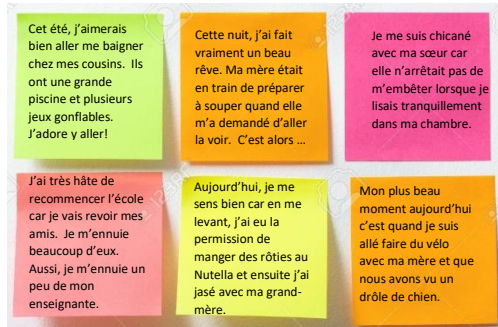 Cet été, j’aimerais
bien aller me baigner
chez mes cousins.  Ils
ont une grande
piscine et plusieurs
jeux gonflables.
J’adore y aller!
Cette nuit, j’ai fait
vraiment un beau
rêve. Ma mère était
en train de préparer
à souper quand elle
m’a demandé d’aller
la voir.  C’est alors …
Je me suis chicané
avec ma sœur car
elle n’arrêtait pas de
m’embêter lorsque je
lisais tranquillement
dans ma chambre.
J’ai très hâte de
recommencer l’école
car je vais revoir mes
amis.  Je m’ennuie
beaucoup d’eux.
Aussi, je m’ennuie un
peu de mon
enseignante.
Aujourd’hui, je me
sens bien car en me
levant, j’ai eu la
permission de
manger des rôties au
Nutella et ensuite j’ai
jasé avec ma grand-
mère.
Mon plus beau
moment aujourd’hui
c’est quand je suis
allé faire du vélo
avec ma mère et que
nous avons vu un
drôle de chien.